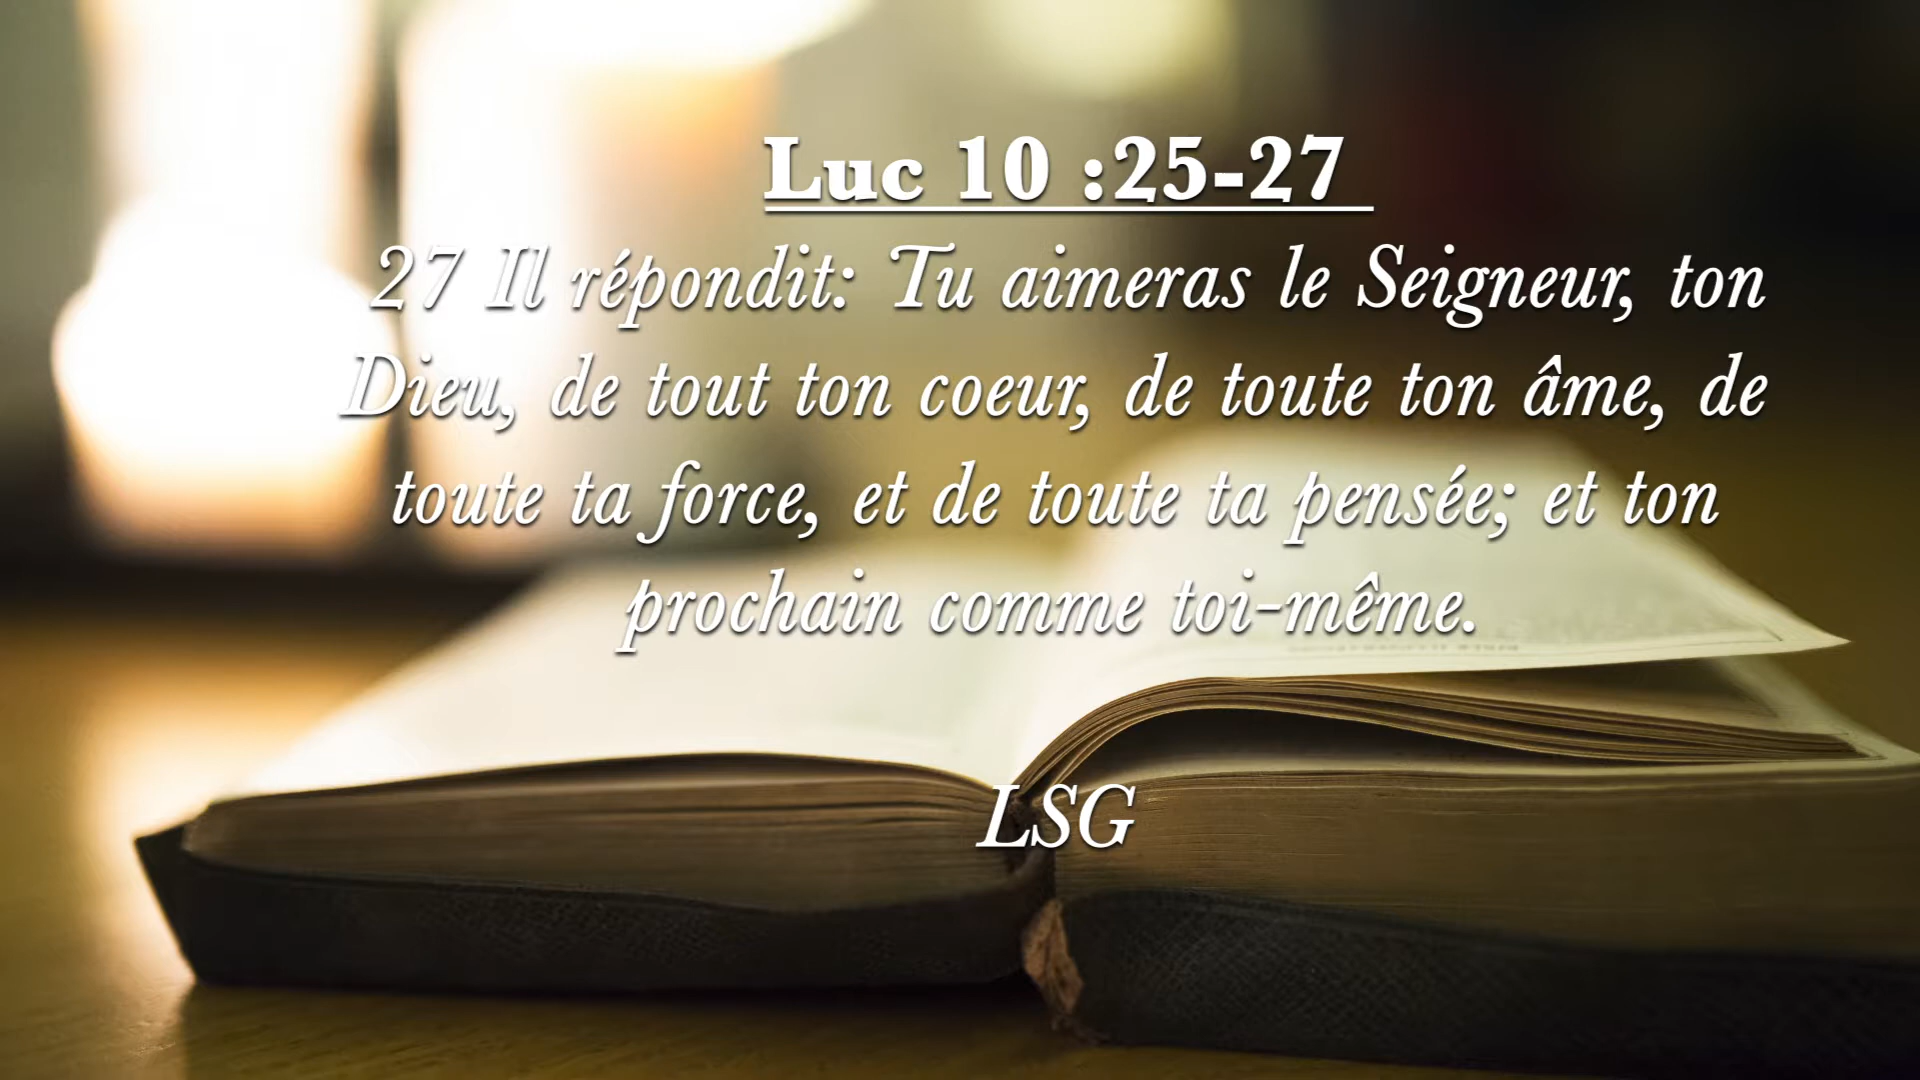 Luc 10 :25-27
27 Il répondit: Tu aimeras le Seigneur, ton
Dieu, de tout ton coeur, de toute ton âme, de
toute ta force, et de toute ta pensée; et ton
prochain comme toi-même.
LSG